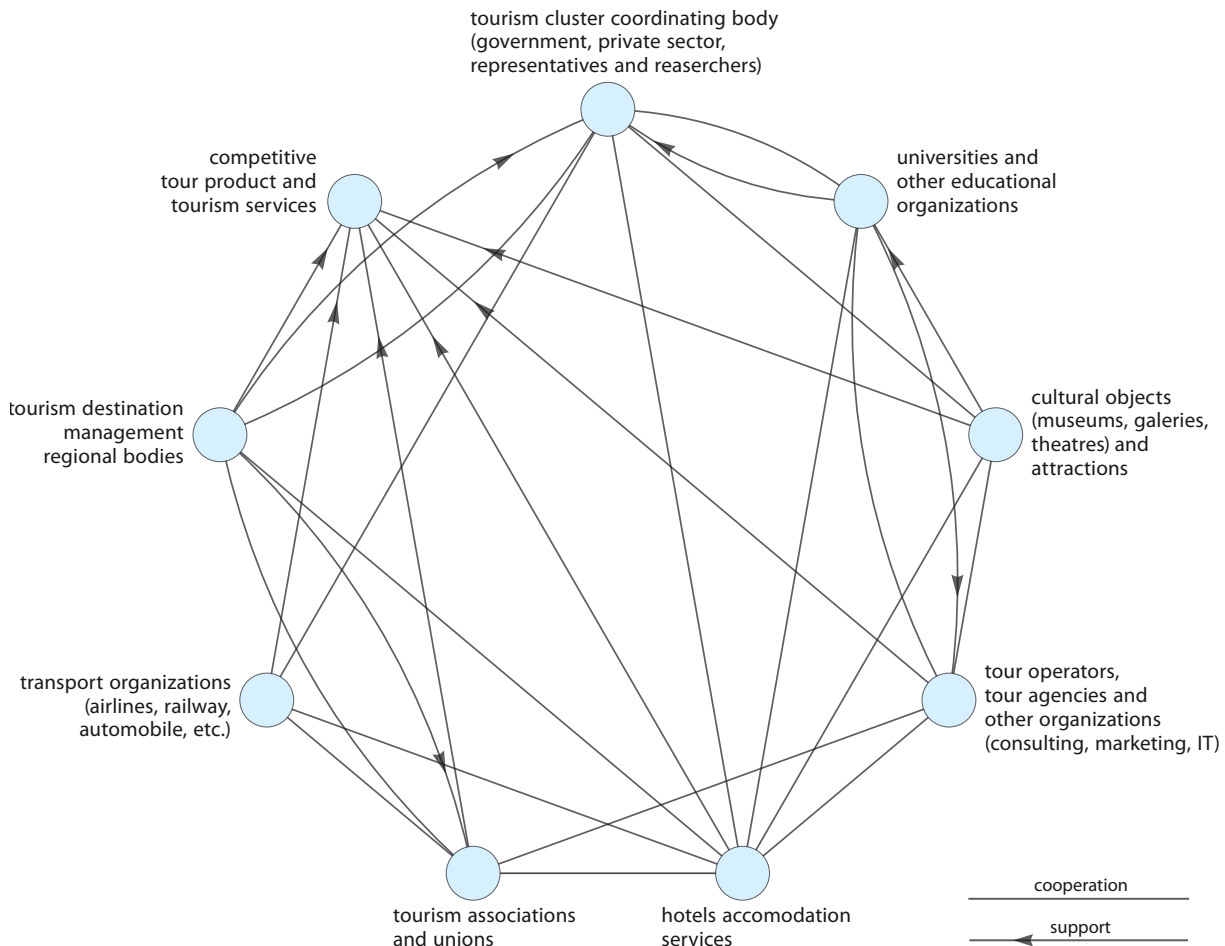 tourism cluster coordinating body
(government, private sector,
representatives and reaserchers)
competitive
tour product and
tourism services
universities and
other educational
organizations
tourism destination
management
regional bodies
cultural objects
(museums, galeries,
theatres) and
attractions
transport organizations
(airlines, railway,
automobile, etc.)
tour operators,
tour agencies and
other organizations
(consulting, marketing, IT)
tourism associations
and unions
hotels accomodation
services
cooperation
support